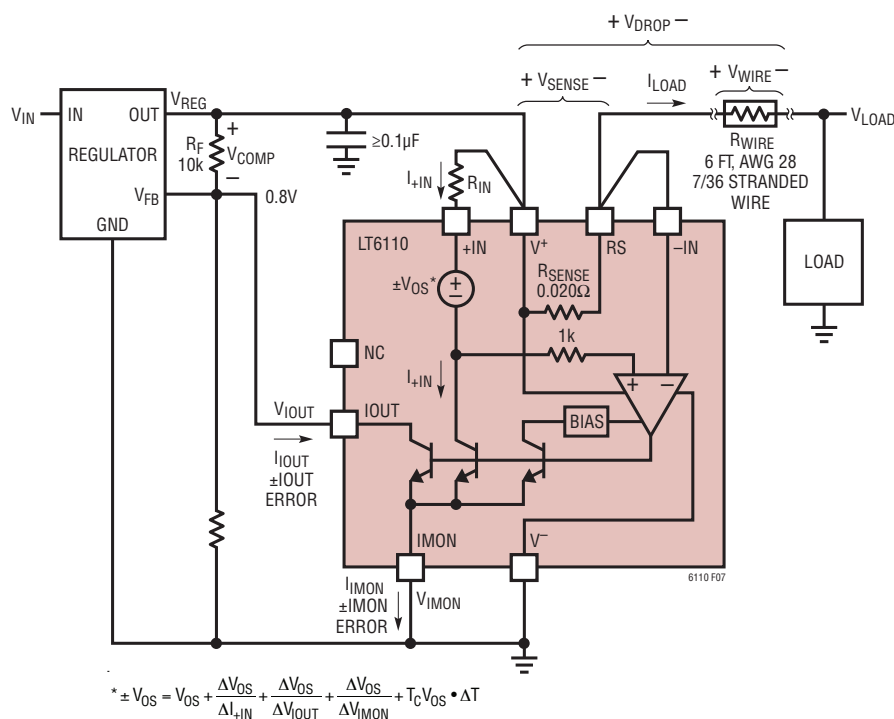 + VDROP −
+ VSENSE −
ILOAD
+ VWIRE −
VIN
IN
OUT
VREG
REGULATOR
RF
10k
+
VCOMP
−
≥0.1µF
VLOAD
RWIRE
6 FT, AWG 28
7/36 STRANDED
WIRE
I+IN
RIN
VFB
0.8V
GND
LT6110
+IN
V+
RS
−IN
LOAD
±VOS*
+
−
RSENSE
0.020Ω
1k
NC
I+IN
+
−
VIOUT
IOUT
BIAS
IIOUT
±IOUT
ERROR
IMON
V−
6110 F07
IIMON
±IMON
ERROR
VIMON
* ± VOS = VOS + ΔVOS/ΔI+IN + ΔVOS/ΔVIOUT + ΔVOS/ΔVIMON + TCVOS • ΔT